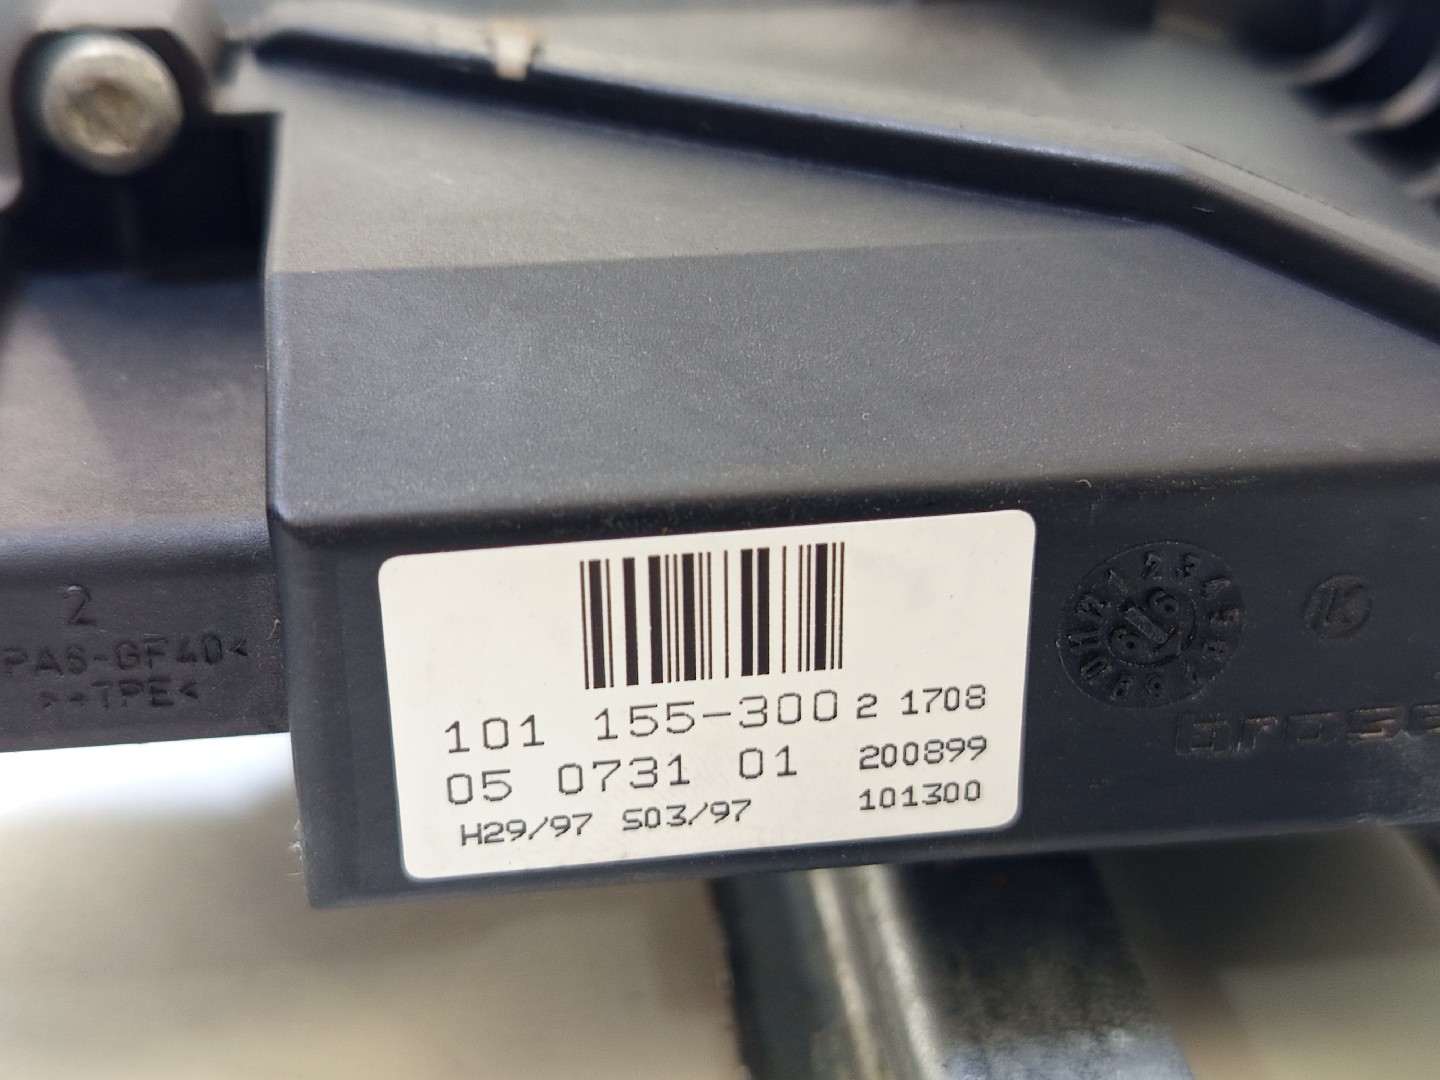 2
PA6-GF40<
>-TPE<
101 155-300 2 1708
05 0731 01 200899
H29/97 S03/97 101300